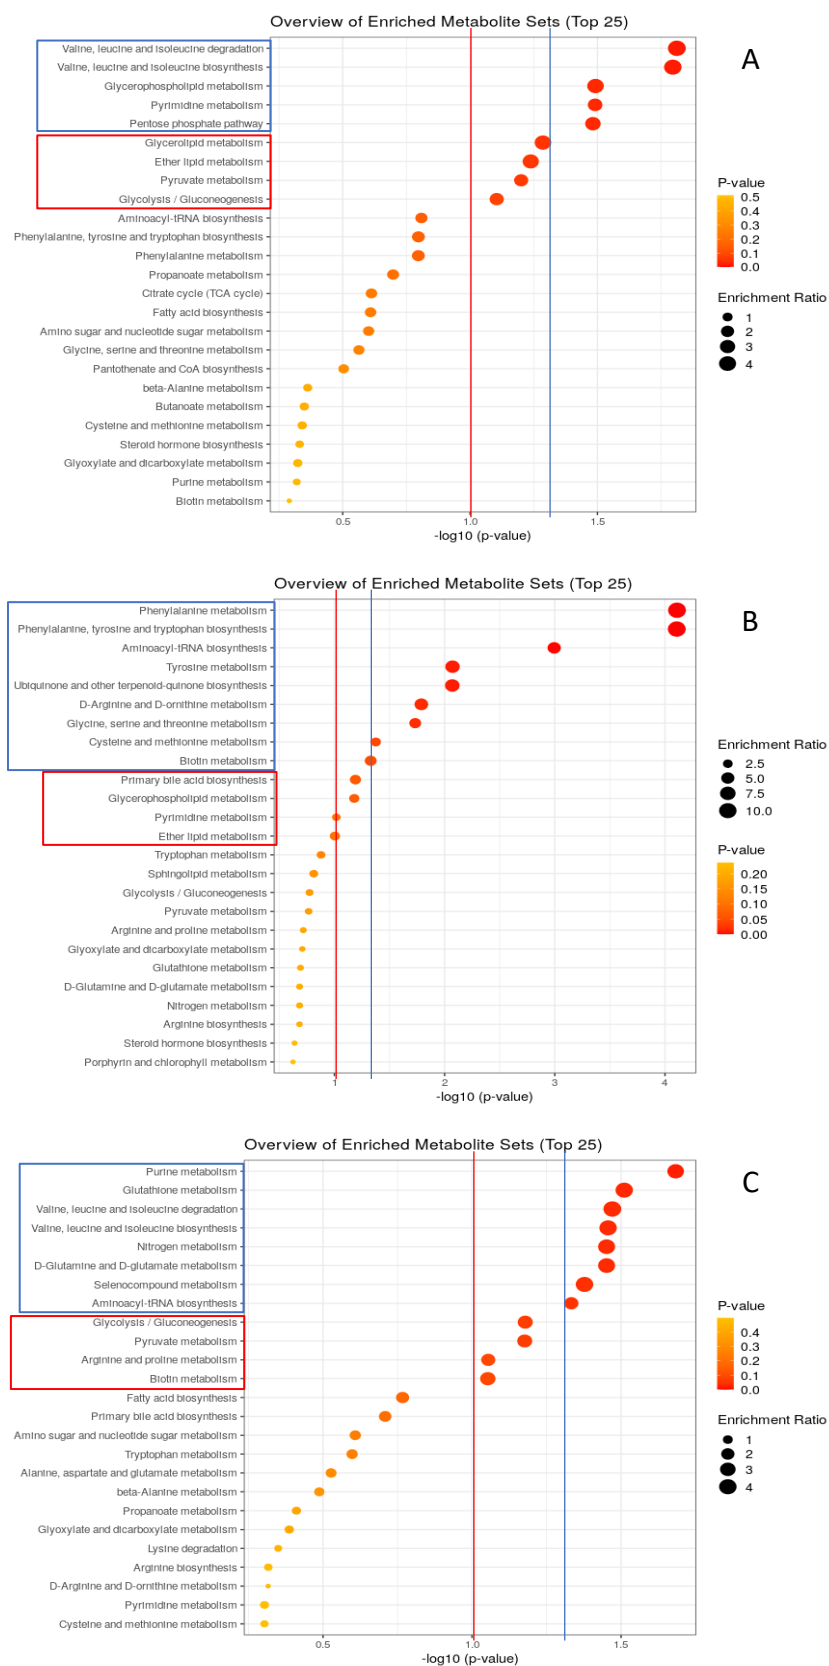 Overview of Enriched Metabolite Sets (Top 25)
A
Valine, leucine and isoleucine degradation
Valine, leucine and isoleucine biosynthesis
Glycerophospholipid metabolism
Pyrimidine metabolism
Pentose phosphate pathway
Glycerolipid metabolism
Ether lipid metabolism
Pyruvate metabolism
Glycolysis / Gluconeogenesis
Aminoacyl-tRNA biosynthesis
Phenylalanine, tyrosine and tryptophan biosynthesis
Phenylalanine metabolism
Propanoate metabolism
Citrate cycle (TCA cycle)
Fatty acid biosynthesis
Amino sugar and nucleotide sugar metabolism
Glycine, serine and threonine metabolism
Pantothenate and CoA biosynthesis
beta-Alanine metabolism
Butanoate metabolism
Cysteine and methionine metabolism
Steroid hormone biosynthesis
Glyoxylate and dicarboxylate metabolism
Purine metabolism
Biotin metabolism
0.5 1.0 1.5
-log10 (p-value)
P-value
0.5
0.4
0.3
0.2
0.1
0.0
Enrichment Ratio
1
2
3
4
Overview of Enriched Metabolite Sets (Top 25)
B
Phenylalanine metabolism
Phenylalanine, tyrosine and tryptophan biosynthesis
Aminoacyl-tRNA biosynthesis
Tyrosine metabolism
Ubiquinone and other terpenoid-quinone biosynthesis
D-Arginine and D-ornithine metabolism
Glycine, serine and threonine metabolism
Cysteine and methionine metabolism
Biotin metabolism
Primary bile acid biosynthesis
Glycerophospholipid metabolism
Pyrimidine metabolism
Ether lipid metabolism
Tryptophan metabolism
Sphingolipid metabolism
Glycolysis / Gluconeogenesis
Pyruvate metabolism
Arginine and proline metabolism
Glyoxylate and dicarboxylate metabolism
Glutathione metabolism
D-Glutamine and D-glutamate metabolism
Nitrogen metabolism
Arginine biosynthesis
Steroid hormone biosynthesis
Porphyrin and chlorophyll metabolism
1 2 3 4
-log10 (p-value)
Enrichment Ratio
2.5
5.0
7.5
10.0
P-value
0.20
0.15
0.10
0.05
0.00
Overview of Enriched Metabolite Sets (Top 25)
C
Purine metabolism
Glutathione metabolism
Valine, leucine and isoleucine degradation
Valine, leucine and isoleucine biosynthesis
Nitrogen metabolism
D-Glutamine and D-glutamate metabolism
Selenocompound metabolism
Aminoacyl-tRNA biosynthesis
Glycolysis / Gluconeogenesis
Pyruvate metabolism
Arginine and proline metabolism
Biotin metabolism
Fatty acid biosynthesis
Primary bile acid biosynthesis
Amino sugar and nucleotide sugar metabolism
Tryptophan metabolism
Alanine, aspartate and glutamate metabolism
beta-Alanine metabolism
Propanoate metabolism
Glyoxylate and dicarboxylate metabolism
Lysine degradation
Arginine biosynthesis
D-Arginine and D-ornithine metabolism
Pyrimidine metabolism
Cysteine and methionine metabolism
0.5 1.0 1.5
-log10 (p-value)
P-value
0.4
0.3
0.2
0.1
0.0
Enrichment Ratio
1
2
3
4